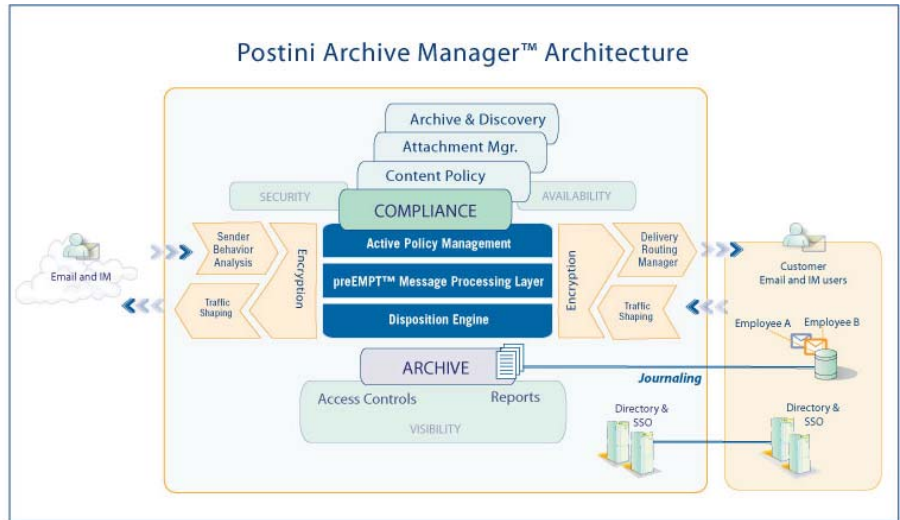 Postini Archive Manager™ Architecture
Archive & Discovery
Attachment Mgr.
Content Policy
SECURITY
AVAILABILITY
COMPLIANCE
Email and IM
Sender
Behavior
Analysis
Traffic
Shaping
Encryption
Active Policy Management
preEMPT™ Message Processing Layer
Disposition Engine
Encryption
Delivery
Routing
Manager
Traffic
Shaping
Customer
Email and IM users
Employee A
Employee B
ARCHIVE
Journaling
Access Controls
Reports
VISIBILITY
Directory &
SSO
Directory &
SSO